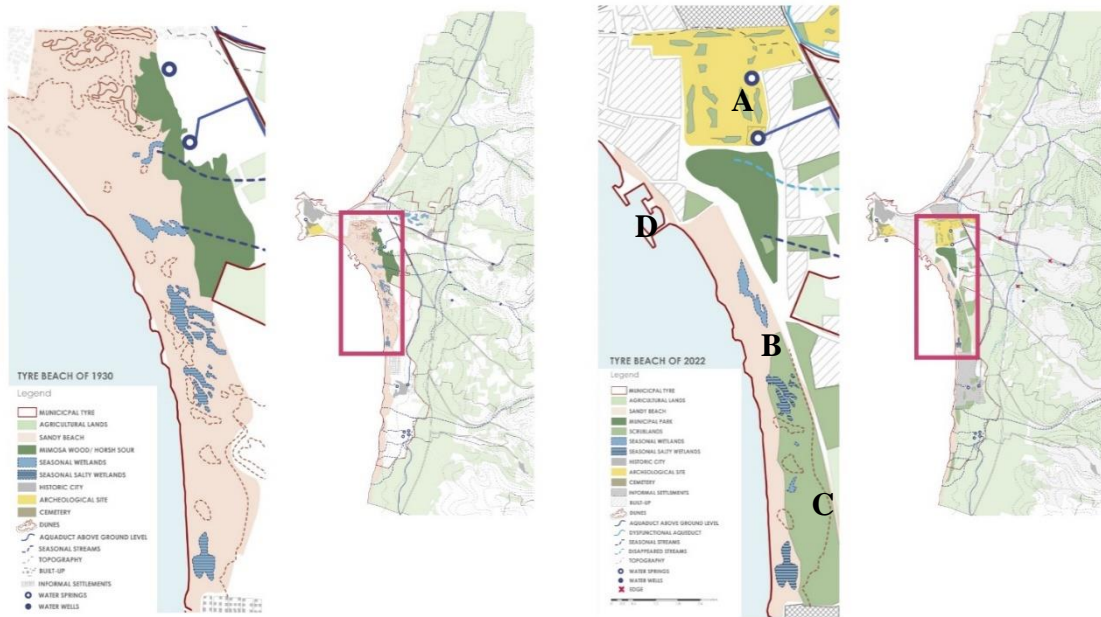 TYRE BEACH OF 1930
Legend
MUNICIPAL TYRE
AGRICULTURAL LANDS
SANDY BEACH
MIMOSA WOOD/ HORSH SOUR
SEASONAL WETLANDS
SEASONAL SALTY WETLANDS
HISTORIC CITY
ARCHEOLOGICAL SITE
CEMETERY
DUNES
AQUADUCT ABOVE GROUND LEVEL
SEASONAL STREAMS
TOPOGRAPHY
BUILT-UP
INFORMAL SETTLEMENTS
WATER SPRINGS
WATER WELLS
A
D
B
C
TYRE BEACH OF 2022
Legend
MUNICIPAL TYRE
AGRICULTURAL LANDS
SANDY BEACH
MUNICIPAL PARK
SCRUBLANDS
SEASONAL WETLANDS
SEASONAL SALTY WETLANDS
HISTORIC CITY
ARCHEOLOGICAL SITE
CEMETERY
INFORMAL SETTLEMENTS
BUILT-UP
DUNES
AQUADUCT ABOVE GROUND LEVEL
DYSFUNCTIONAL AQUEDUCT
SEASONAL STREAMS
DISAPPEARED STREAMS
TOPOGRAPHY
WATER SPRINGS
WATER WELLS
EDGE